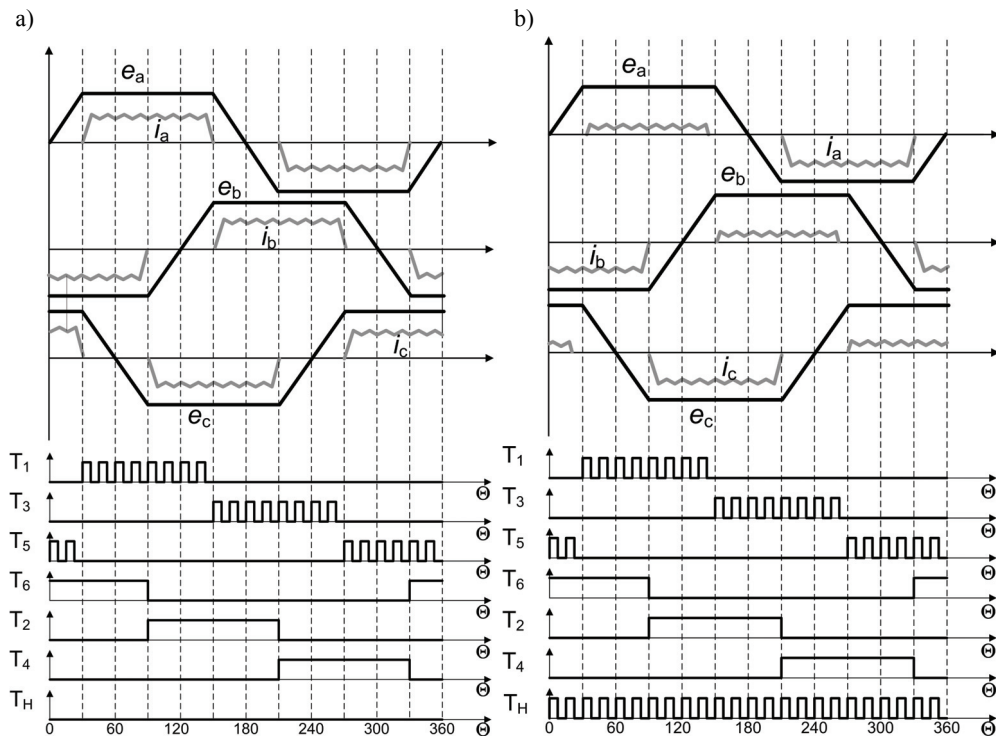 a)
e_a
i_a
e_b
i_b
i_c
e_c
T_1 Θ
T_3 Θ
T_5 Θ
T_6 Θ
T_2 Θ
T_4 Θ
T_H
0 60 120 180 240 300 360 Θ
b)
e_a
i_a
e_b
i_b
i_c
e_c
T_1 Θ
T_3 Θ
T_5 Θ
T_6 Θ
T_2 Θ
T_4 Θ
T_H
0 60 120 180 240 300 360 Θ